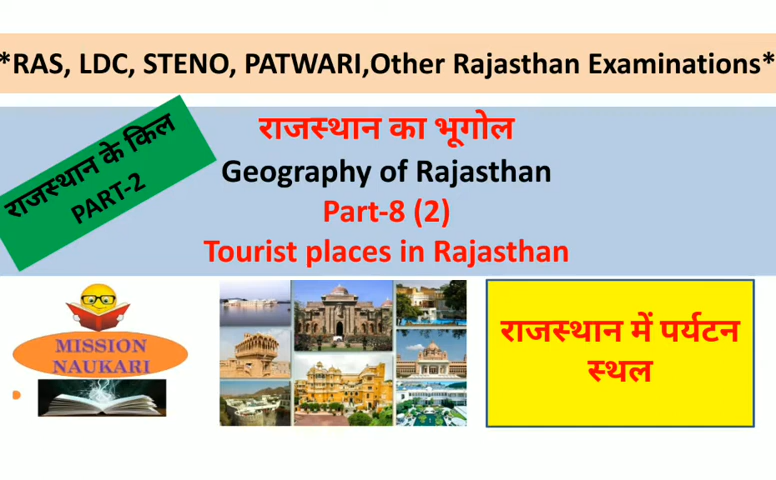 *RAS, LDC, STENO, PATWARI,Other Rajasthan Examinations*
राजस्थान के किल
PART-2
राजस्थान का भूगोल
Geography of Rajasthan
Part-8 (2)
Tourist places in Rajasthan
MISSION
NAUKARI
राजस्थान में पर्यटन
स्थल